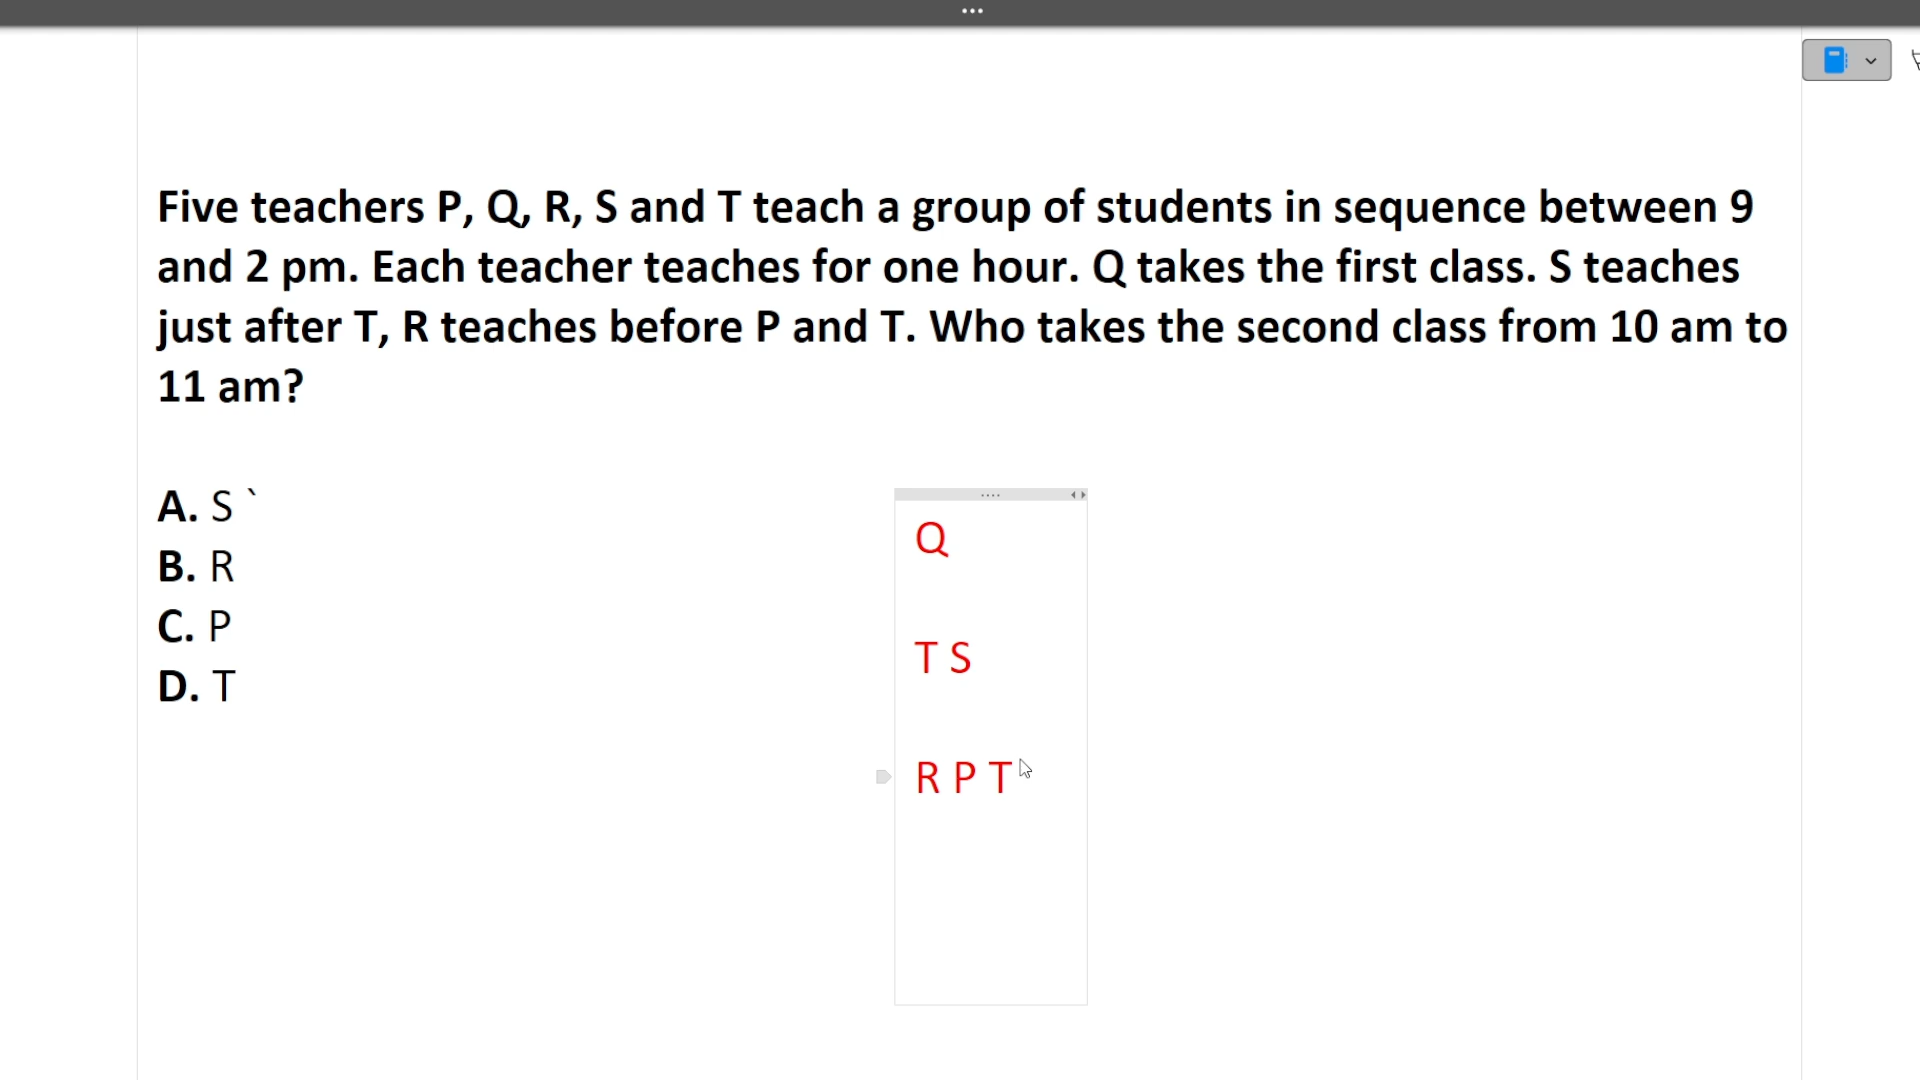 Five teachers P, Q, R, S and T teach a group of students in sequence between 9
and 2 pm. Each teacher teaches for one hour. Q takes the first class. S teaches
just after T, R teaches before P and T. Who takes the second class from 10 am to
11 am?
A. S `
B. R
C. P
D. T
Q
T S
R P T